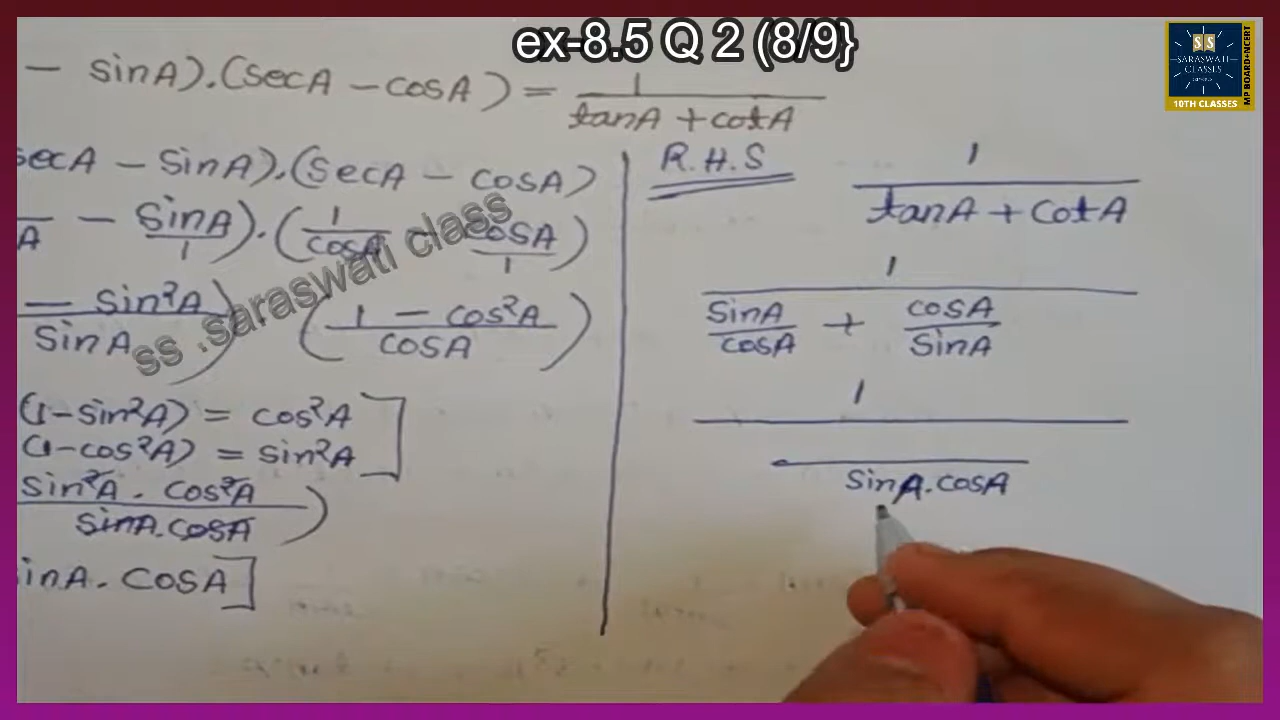 ex-8.5 Q 2 (8/9}
SS
SARASWATI
CLASSES
10TH CLASSES
MP BOARD+NCERT
- sinA).(secA - cosA) = 1/(tanA + cotA)
secA - sinA).(secA - cosA)
A - sinA/1).(1/cosA - cosA/1)
- sin²A / sinA) (1 - cos²A / cosA)
(1-sin²A) = cos²A]
(1-cos²A) = sin²A
sin²A . cos²A / sinA.cosA)
inA. cosA]
R.H.S
1 / tanA + cotA
1 / sinA/cosA + cosA/sinA
1
sinA.cosA
ss .saraswati class